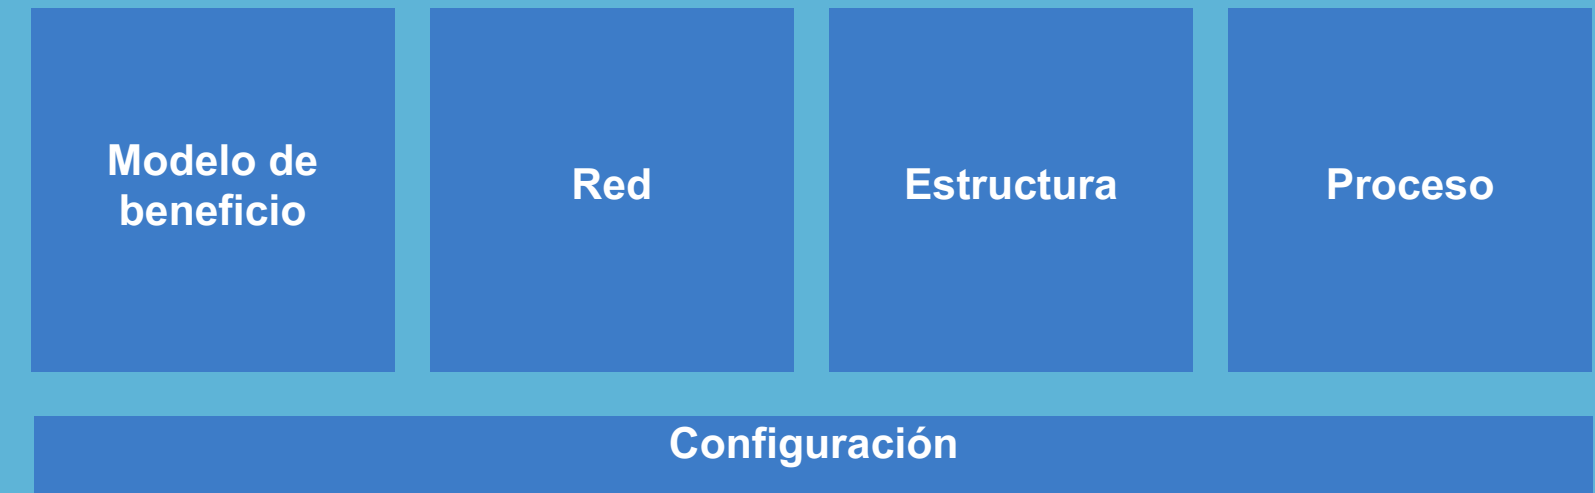 Modelo de
beneficio
Red
Estructura
Proceso
Configuración